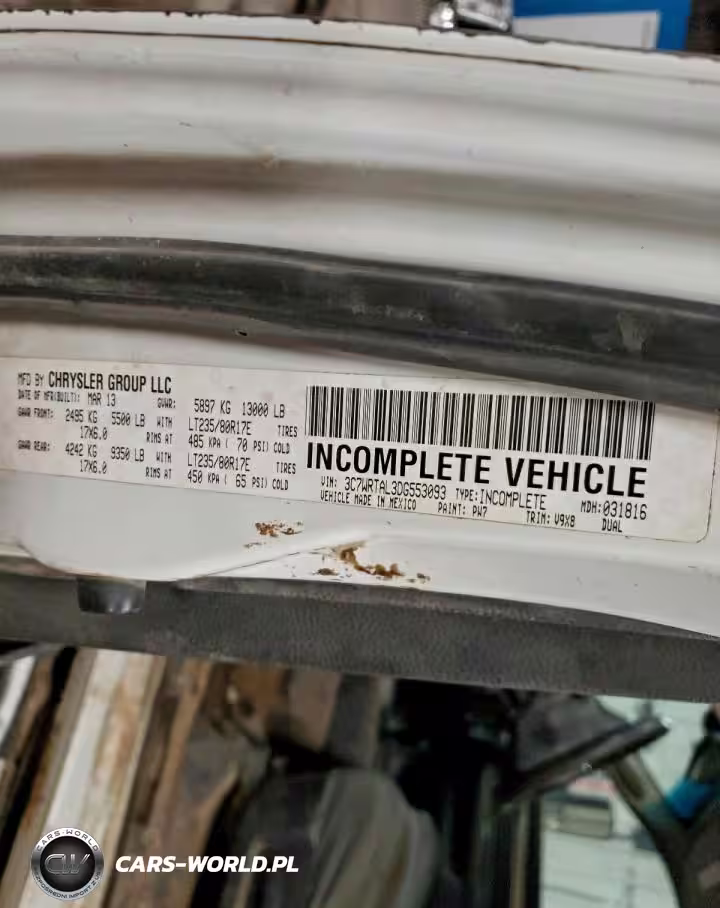 MFD BY CHRYSLER GROUP LLC
DATE OF MFR(BUILT): MAR 13 GVWR: 5897 KG 13000 LB
GAWR FRONT: 2495 KG 5500 LB WITH LT235/80R17E TIRES
17X6.0 RIMS AT 485 KPA ( 70 PSI) COLD
GAWR REAR: 4242 KG 9350 LB WITH LT235/80R17E TIRES
17X6.0 RIMS AT 450 KPA ( 65 PSI) COLD
INCOMPLETE VEHICLE
VIN: 3C7WRTAL3DG553093 TYPE: INCOMPLETE MDH: 031816
VEHICLE MADE IN MEXICO PAINT: PW7 TRIM: V9X8 DUAL
CARS-WORLD
CW
CARS-WORLD.PL